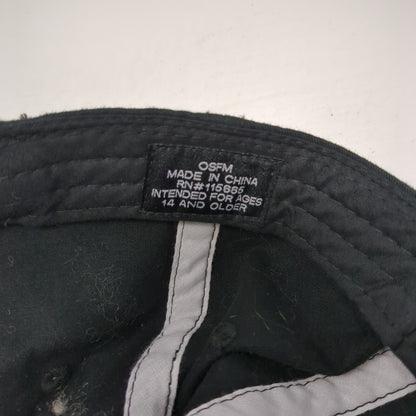 OSFM
MADE IN CHINA
RN#115685
INTENDED FOR AGES
14 AND OLDER